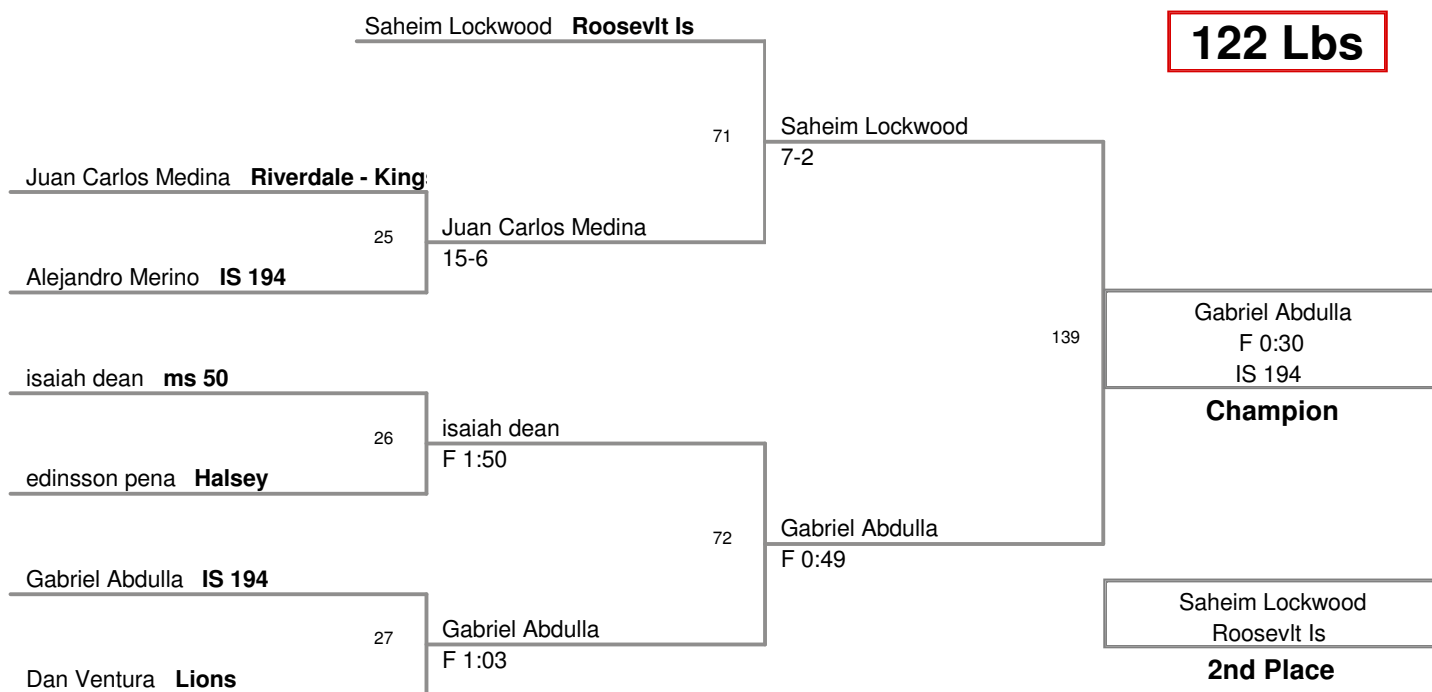 Saheim Lockwood Roosevlt Is
122 Lbs
71
Saheim Lockwood
7-2
Juan Carlos Medina Riverdale - King
25
Juan Carlos Medina
15-6
Alejandro Merino IS 194
139
Gabriel Abdulla
F 0:30
IS 194
Champion
isaiah dean ms 50
26
isaiah dean
F 1:50
edinsson pena Halsey
72
Gabriel Abdulla
F 0:49
Gabriel Abdulla IS 194
27
Gabriel Abdulla
F 1:03
Dan Ventura Lions
Saheim Lockwood
Roosevlt Is
2nd Place